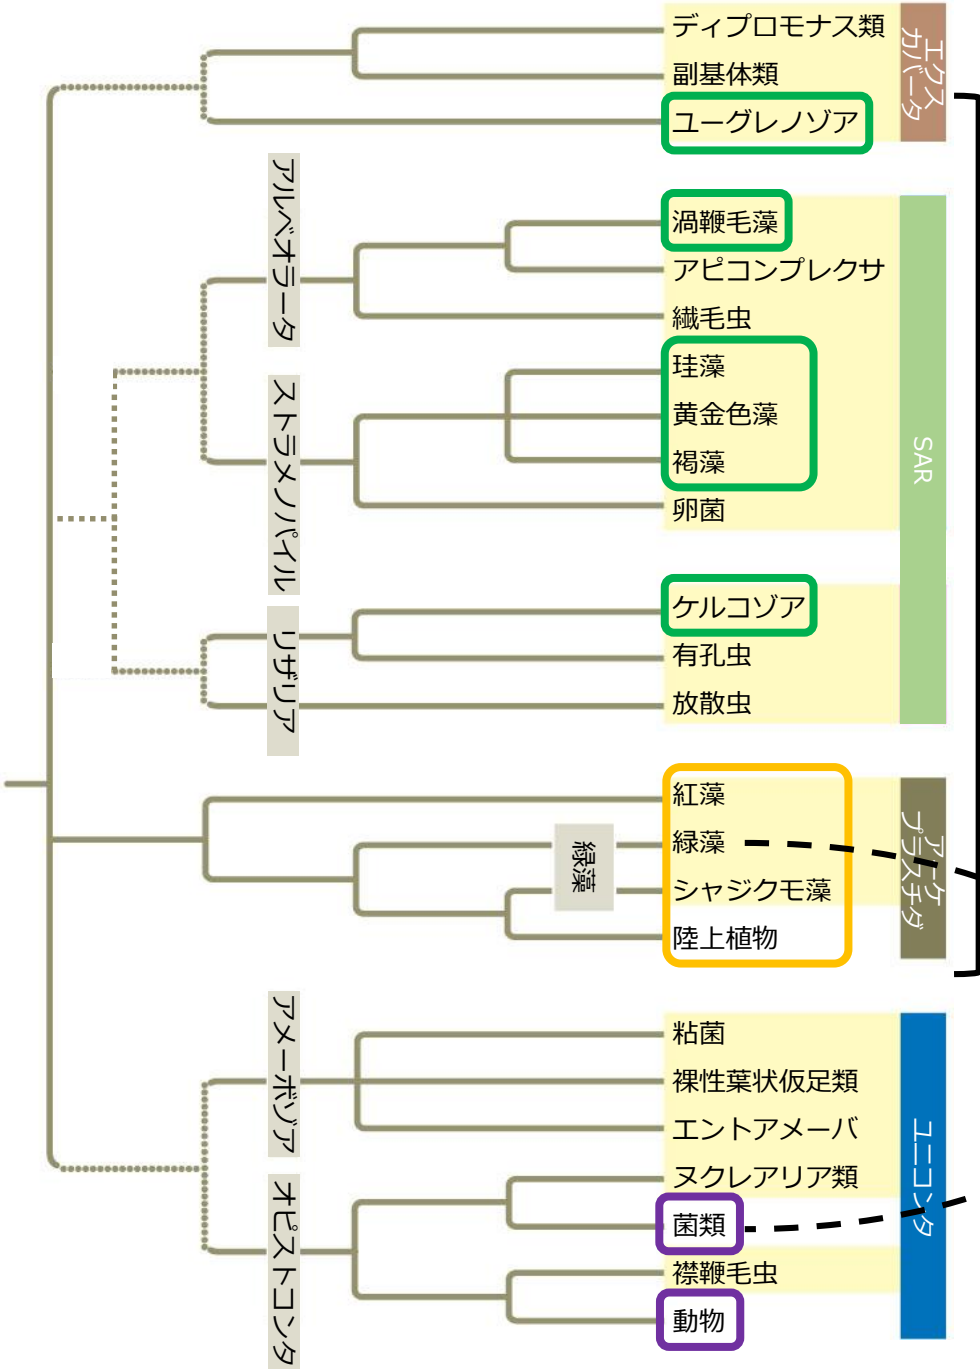 ディプロモナス類
副基体類
ユーグレノゾア
エクス
カバータ
アルベオラータ
渦鞭毛藻
アピコンプレクサ
繊毛虫
ストラメノパイル
珪藻
黄金色藻
褐藻
卵菌
SAR
リザリア
ケルコゾア
有孔虫
放散虫
紅藻
緑藻
緑藻
シャジクモ藻
陸上植物
アーケ
プラスチダ
アメーボゾア
粘菌
裸性葉状仮足類
エントアメーバ
オピストコンタ
ヌクレアリア類
菌類
襟鞭毛虫
動物
ユニコンタ